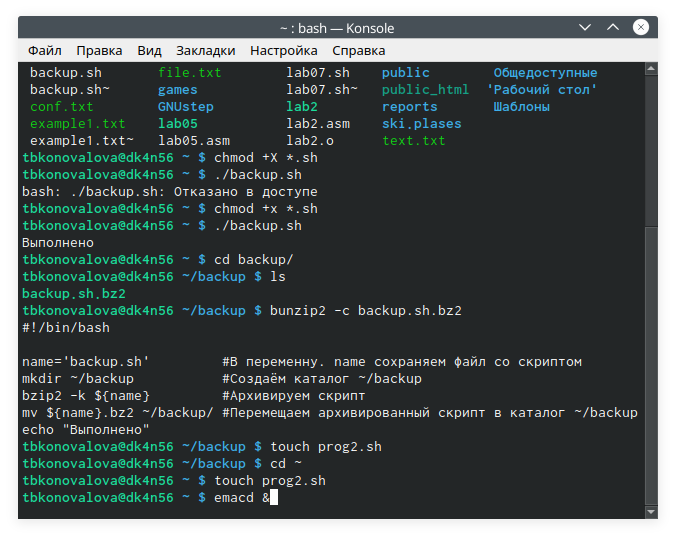 ~ : bash — Konsole
Файл Правка Вид Закладки Настройка Справка
backup.sh file.txt lab07.sh public Общедоступные
backup.sh~ games lab07.sh~ public_html 'Рабочий стол'
conf.txt GNUstep lab2 reports Шаблоны
example1.txt lab05 lab2.asm ski.plases
example1.txt~ lab05.asm lab2.o text.txt
tbkonovalova@dk4n56 ~ $ chmod +X *.sh
tbkonovalova@dk4n56 ~ $ ./backup.sh
bash: ./backup.sh: Отказано в доступе
tbkonovalova@dk4n56 ~ $ chmod +x *.sh
tbkonovalova@dk4n56 ~ $ ./backup.sh
Выполнено
tbkonovalova@dk4n56 ~ $ cd backup/
tbkonovalova@dk4n56 ~/backup $ ls
backup.sh.bz2
tbkonovalova@dk4n56 ~/backup $ bunzip2 -c backup.sh.bz2
#!/bin/bash
name='backup.sh' #В переменну. name сохраняем файл со скриптом
mkdir ~/backup #Создаём каталог ~/backup
bzip2 -k ${name} #Архивируем скрипт
mv ${name}.bz2 ~/backup/ #Перемещаем архивированный скрипт в каталог ~/backup
echo "Выполнено"
tbkonovalova@dk4n56 ~/backup $ touch prog2.sh
tbkonovalova@dk4n56 ~/backup $ cd ~
tbkonovalova@dk4n56 ~ $ touch prog2.sh
tbkonovalova@dk4n56 ~ $ emacd &